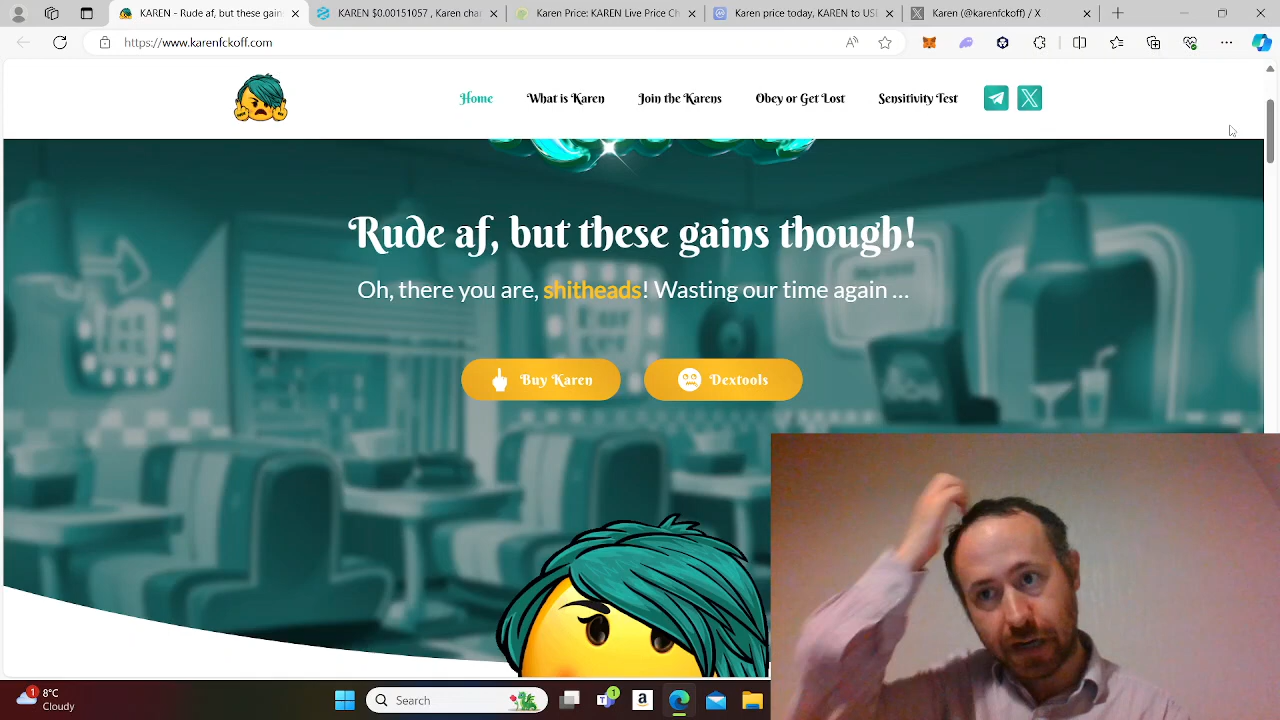 KAREN - Rude af, but these gain
KAREN $0.00151057 , Karen cha
Karen Price: KAREN Live Price Ch
Karen price today, KAREN to USD
Karen (@karenfckoff) / X
https://www.karenfckoff.com
Home
What is Karen
Join the Karens
Obey or Get Lost
Sensitivity Test
Rude af, but these gains though!
Oh, there you are, shitheads! Wasting our time again ...
Buy Karen
Dextools
1
8°C
Cloudy
Search
1